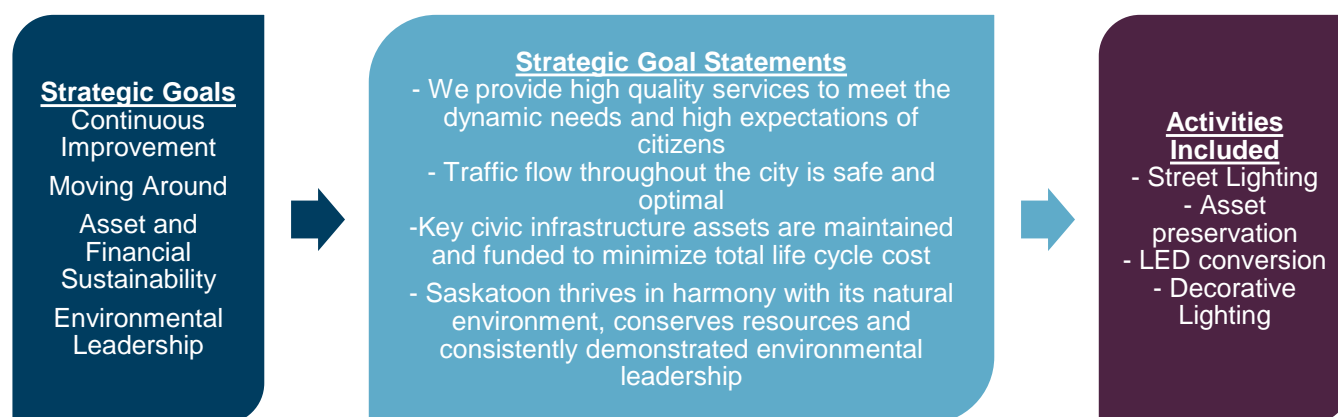 Strategic Goals
Continuous
Improvement
Moving Around
Asset and
Financial
Sustainability
Environmental
Leadership
Strategic Goal Statements
- We provide high quality services to meet the
dynamic needs and high expectations of
citizens
- Traffic flow throughout the city is safe and
optimal
-Key civic infrastructure assets are maintained
and funded to minimize total life cycle cost
- Saskatoon thrives in harmony with its natural
environment, conserves resources and
consistently demonstrated environmental
leadership
Activities
Included
- Street Lighting
- Asset
preservation
- LED conversion
- Decorative
Lighting